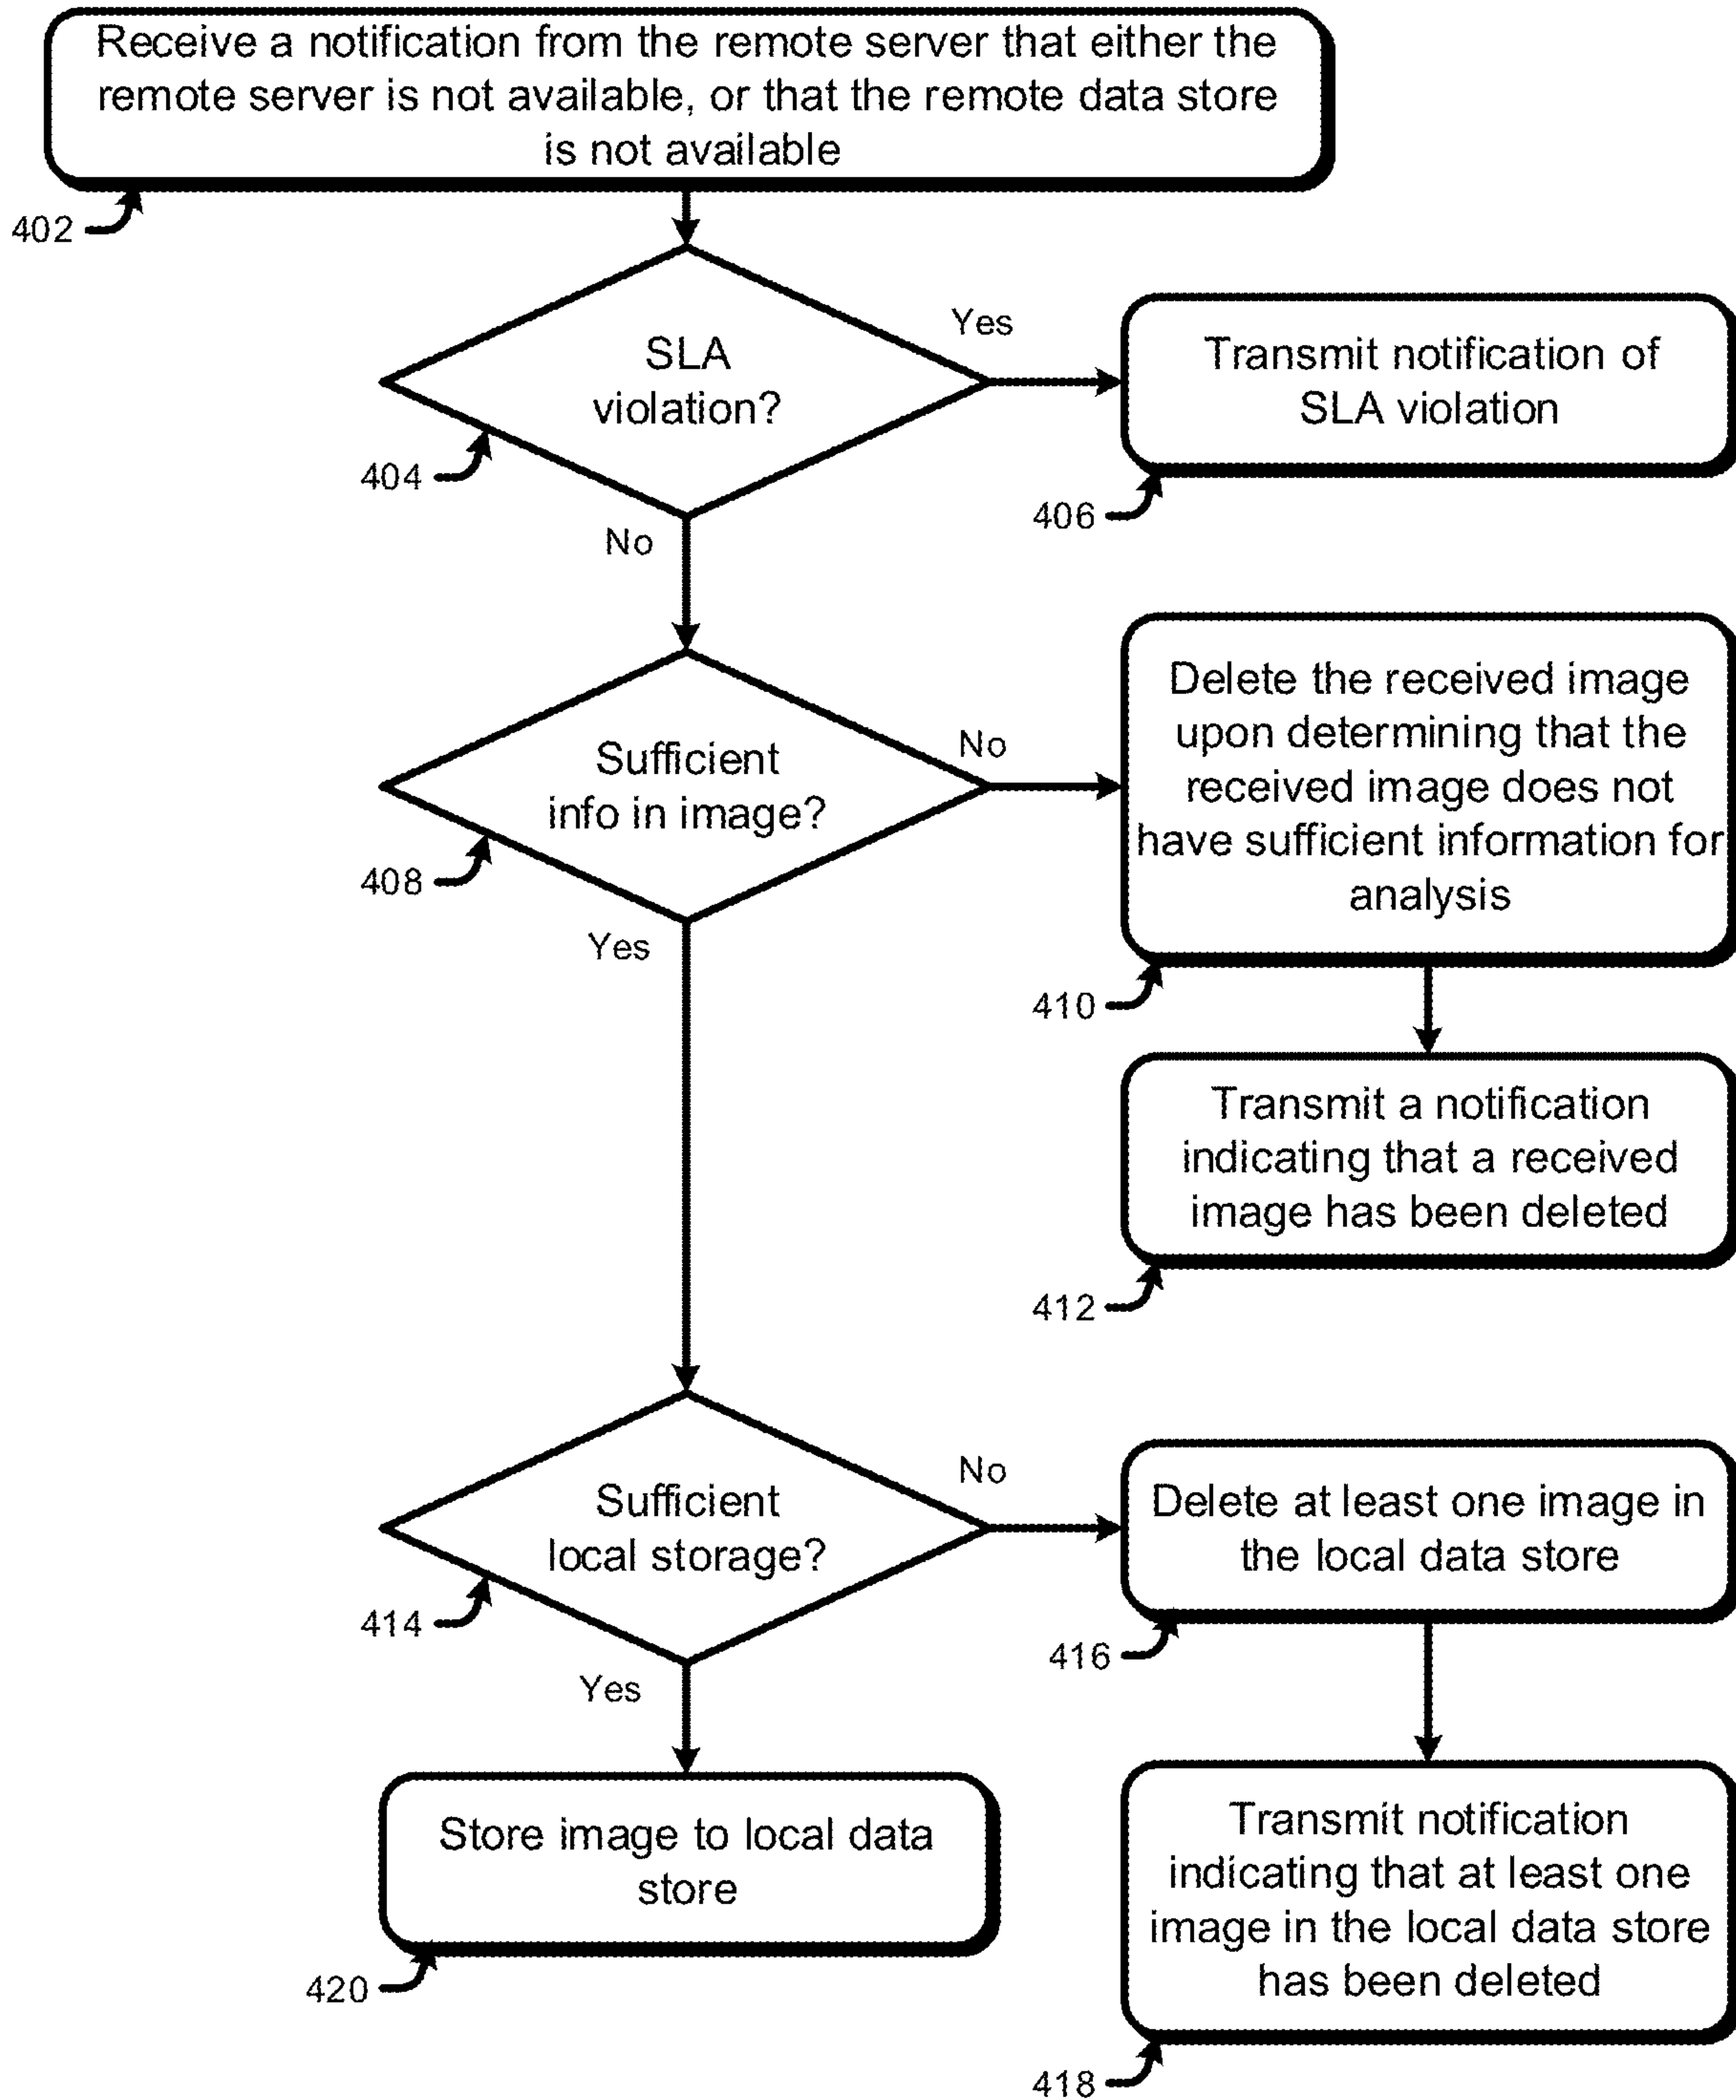 Receive a notification from the remote server that either the
remote server is not available, or that the remote data store
is not available
402
SLA
violation?
Yes
404
No
Transmit notification of
SLA violation
406
Sufficient
info in image?
No
408
Yes
Delete the received image
upon determining that the
received image does not
have sufficient information for
analysis
410
Transmit a notification
indicating that a received
image has been deleted
412
Sufficient
local storage?
No
414
Yes
Delete at least one image in
the local data store
416
Transmit notification
indicating that at least one
image in the local data store
has been deleted
418
Store image to local data
store
420